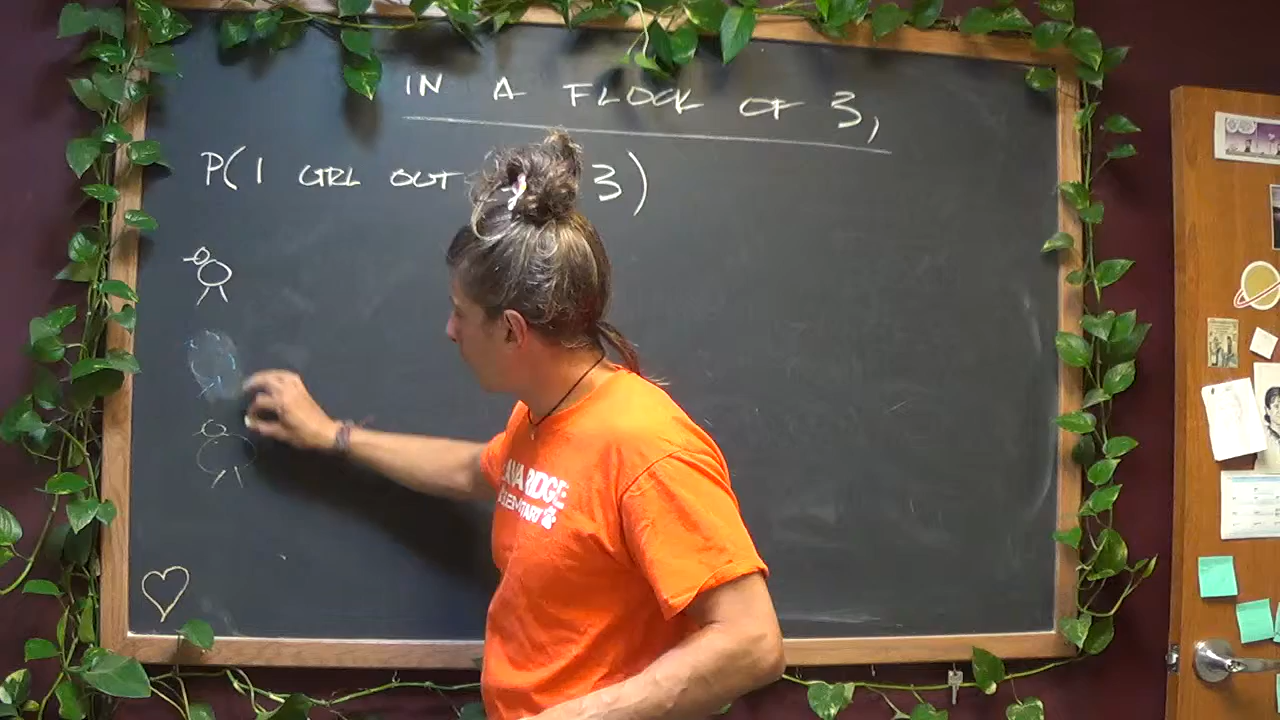 IN A FLOCK OF 3,
P(1 GIRL OUT 3)